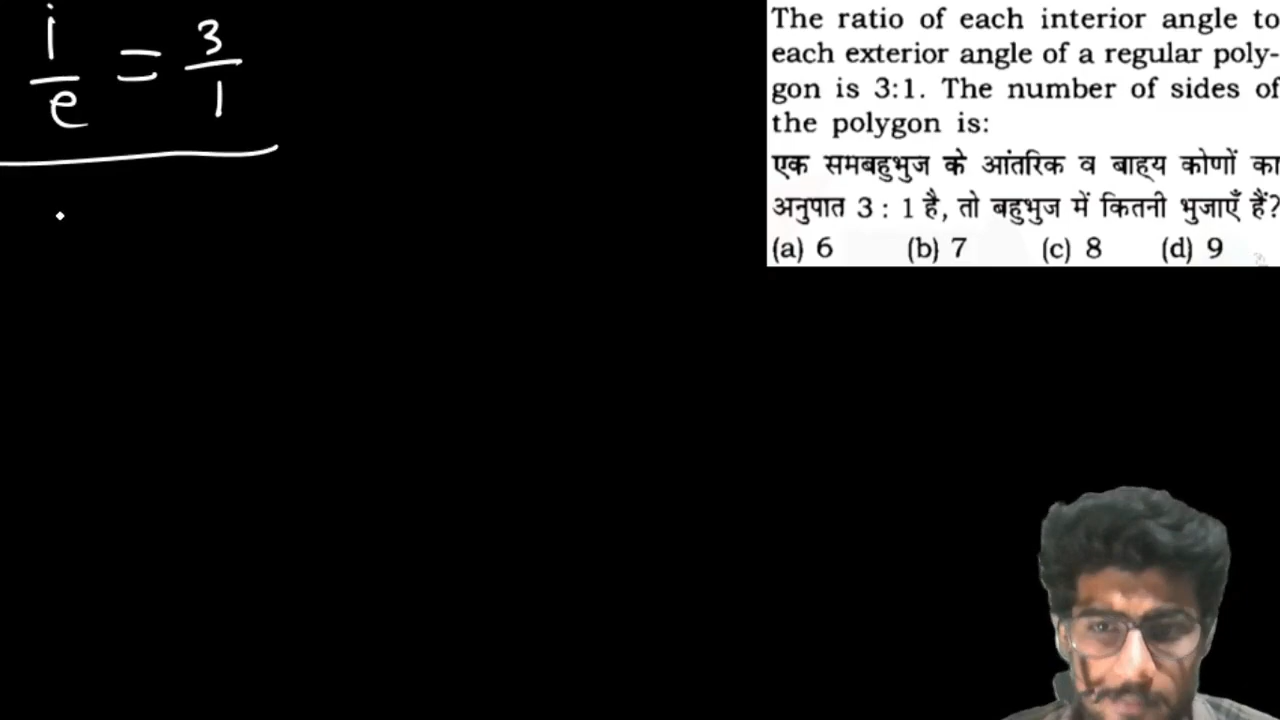 i/e = 3/1
The ratio of each interior angle to
each exterior angle of a regular poly-
gon is 3:1. The number of sides of
the polygon is:
एक समबहुभुज के आंतरिक व बाह्य कोणों का
अनुपात 3 : 1 है, तो बहुभुज में कितनी भुजाएँ हैं?
(a) 6 (b) 7 (c) 8 (d) 9